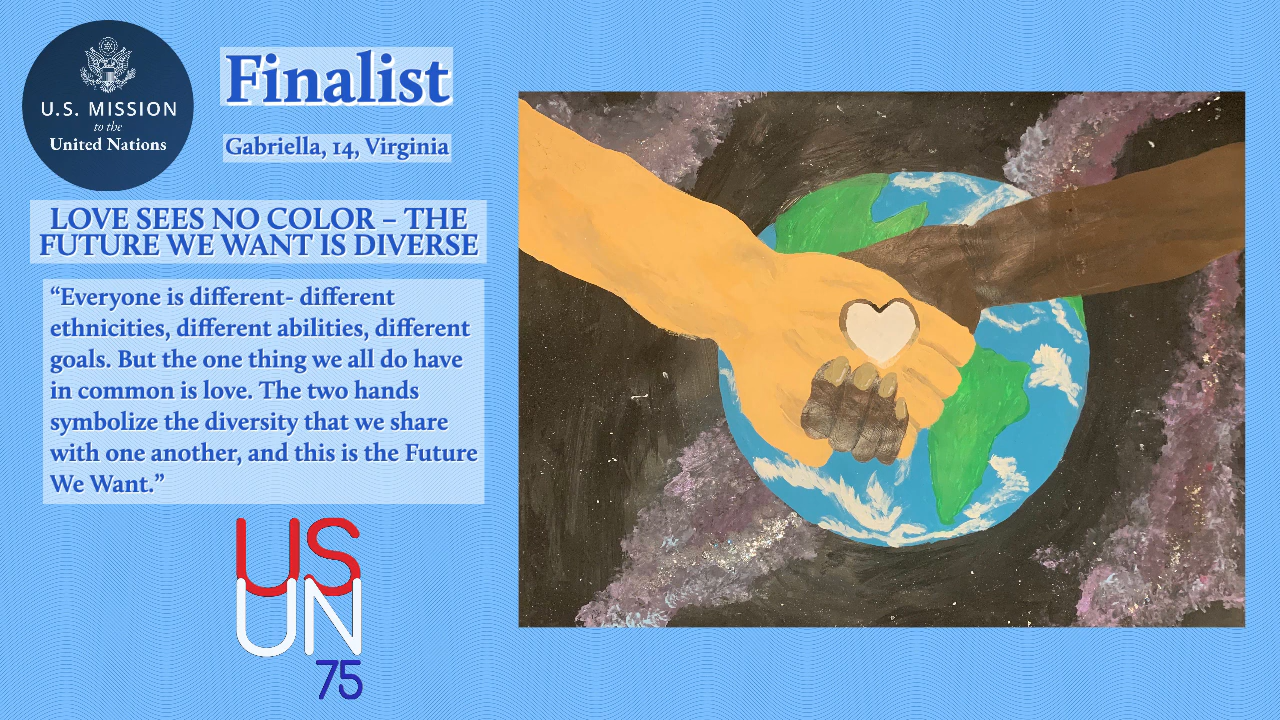 U.S. MISSION
to the
United Nations
Finalist
Gabriella, 14, Virginia
LOVE SEES NO COLOR – THE
FUTURE WE WANT IS DIVERSE
“Everyone is different- different
ethnicities, different abilities, different
goals. But the one thing we all do have
in common is love. The two hands
symbolize the diversity that we share
with one another, and this is the Future
We Want.”
US
UN
75